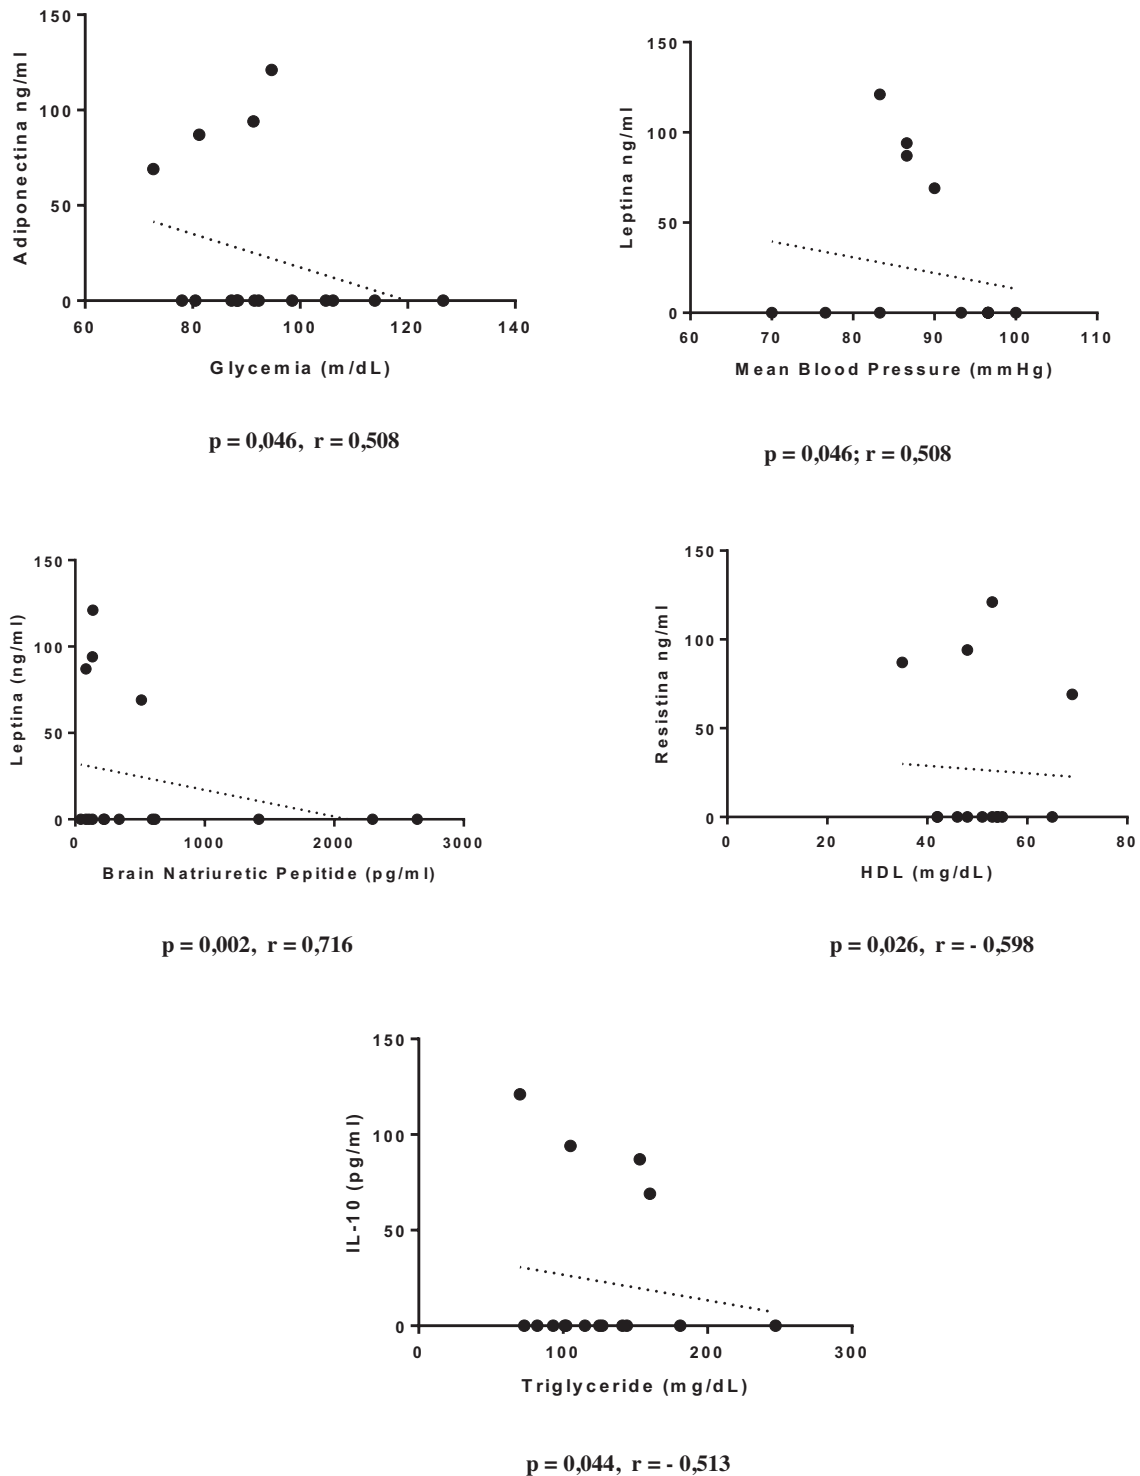 150
100
50
0
Adiponectina ng/ml
60 80 100 120 140
Glycemia (m/dL)
p = 0,046, r = 0,508
150
100
50
0
Leptina ng/ml
60 70 80 90 100 110
Mean Blood Pressure (mmHg)
p = 0,046; r = 0,508
150
100
50
0
Leptina (ng/ml)
0 1000 2000 3000
Brain Natriuretic Pepitide (pg/ml)
p = 0,002, r = 0,716
150
100
50
0
Resistina ng/ml
0 20 40 60 80
HDL (mg/dL)
p = 0,026, r = - 0,598
150
100
50
0
IL-10 (pg/ml)
0 100 200 300
Triglyceride (mg/dL)
p = 0,044, r = - 0,513